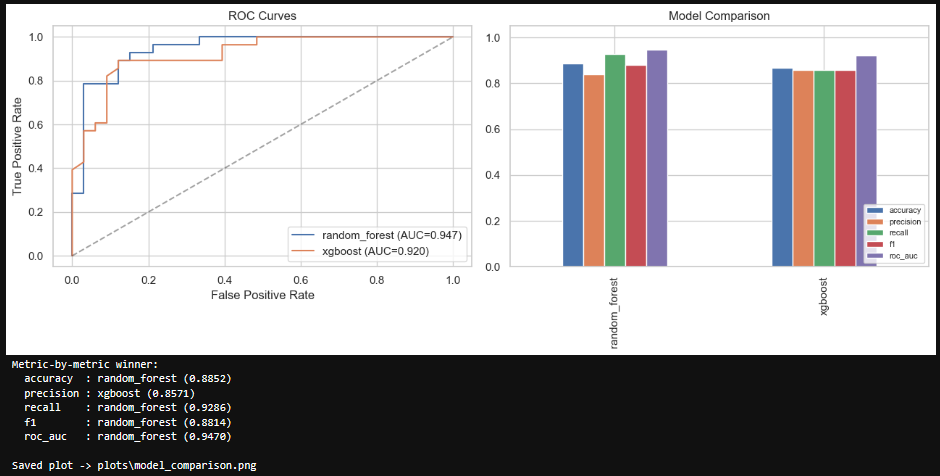 ROC Curves
1.0
0.8
0.6
0.4
0.2
0.0
True Positive Rate
0.0
0.2
0.4
0.6
0.8
1.0
False Positive Rate
random_forest (AUC=0.947)
xgboost (AUC=0.920)
Model Comparison
1.0
0.8
0.6
0.4
0.2
0.0
random_forest
xgboost
accuracy
precision
recall
f1
roc_auc
Metric-by-metric winner:
accuracy : random_forest (0.8852)
precision : xgboost (0.8571)
recall : random_forest (0.9286)
f1 : random_forest (0.8814)
roc_auc : random_forest (0.9470)
Saved plot -> plots\model_comparison.png